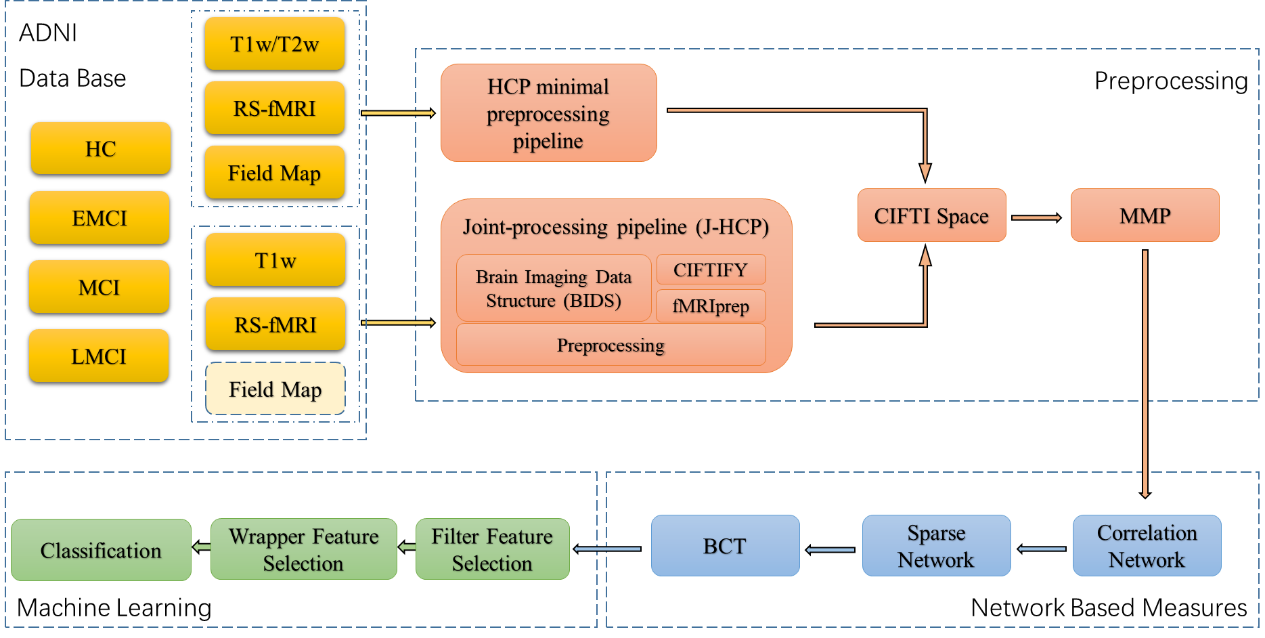 ADNI
Data Base
HC
EMCI
MCI
LMCI
T1w/T2w
RS-fMRI
Field Map
T1w
RS-fMRI
Field Map
Preprocessing
HCP minimal
preprocessing
pipeline
Joint-processing pipeline (J-HCP)
Brain Imaging Data
Structure (BIDS)
CIFTIFY
fMRIprep
Preprocessing
CIFTI Space
MMP
Correlation
Network
Sparse
Network
BCT
Network Based Measures
Filter Feature
Selection
Wrapper Feature
Selection
Classification
Machine Learning